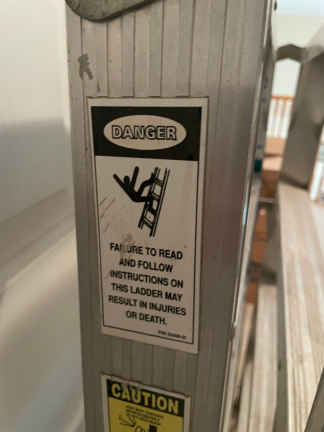 DANGER
FAILURE TO READ
AND FOLLOW
INSTRUCTIONS ON
THIS LADDER MAY
RESULT IN INJURIES
OR DEATH.
CAUTION